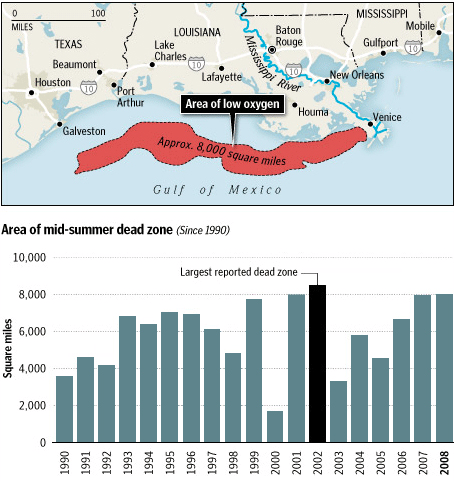 0 100
MILES
MISSISSIPPI
LOUISIANA
Mobile
TEXAS
Baton
Rouge
Gulfport
10
Lake
Charles
10
Beaumont
10
Mississippi River
10
Lafayette
New Orleans
Houston
10
Port
Arthur
Area of low oxygen
Houma
Venice
Galveston
Approx. 8,000 square miles
Gulf of Mexico
Area of mid-summer dead zone (Since 1990)
10,000
Largest reported dead zone
8,000
6,000
4,000
2,000
0
Square miles
1990 1991 1992 1993 1994 1995 1996 1997 1998 1999 2000 2001 2002 2003 2004 2005 2006 2007 2008